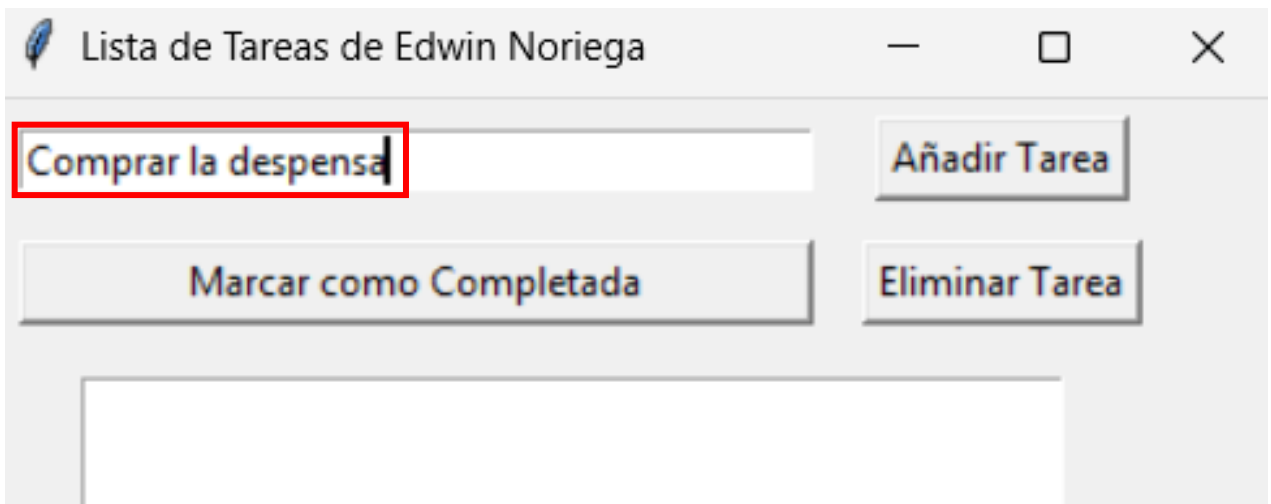 Lista de Tareas de Edwin Noriega
Comprar la despensa
Añadir Tarea
Marcar como Completada
Eliminar Tarea